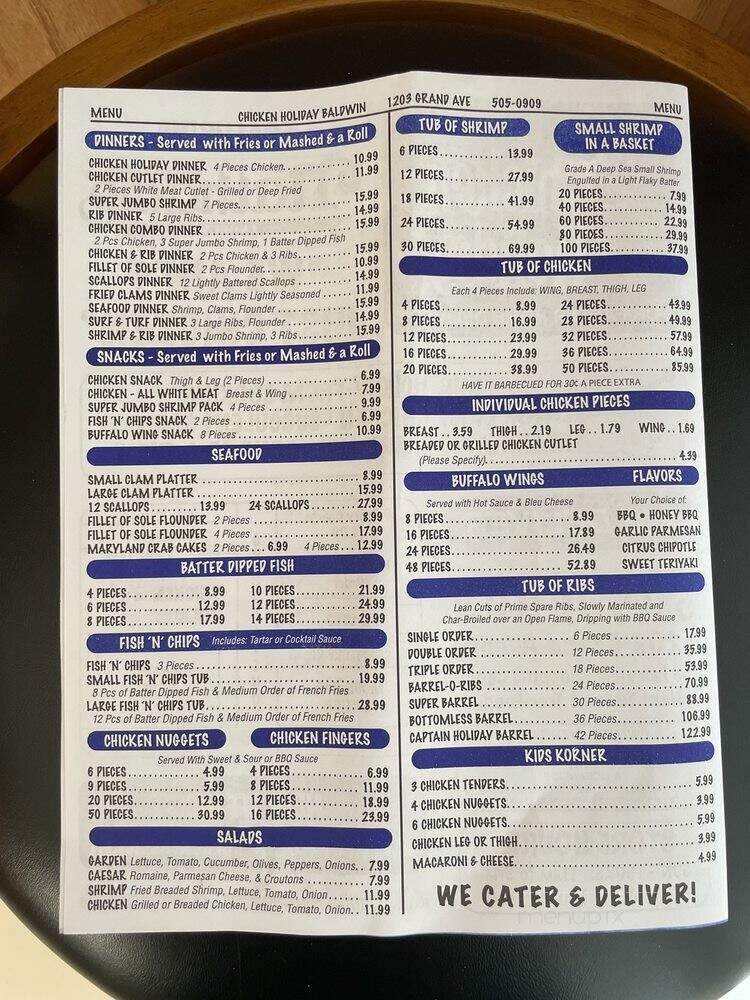 MENU CHICKEN HOLIDAY BALDWIN 1203 GRAND AVE 505-0909 MENU
DINNERS - Served with Fries or Mashed & a Roll
CHICKEN HOLIDAY DINNER 4 Pieces Chicken. 10.99
CHICKEN CUTLET DINNER 11.99
2 Pieces White Meat Cutlet - Grilled or Deep Fried
SUPER JUMBO SHRIMP 7 Pieces. 15.99
RIB DINNER 5 Large Ribs. 14.99
CHICKEN COMBO DINNER 15.99
2 Pcs Chicken, 3 Super Jumbo Shrimp, 1 Batter Dipped Fish
CHICKEN & RIB DINNER 2 Pcs Chicken & 3 Ribs 15.99
FILLET OF SOLE DINNER 2 Pcs Flounder. 10.99
SCALLOPS DINNER 12 Lightly Battered Scallops 14.99
FRIED CLAMS DINNER Sweet Clams Lightly Seasoned 11.99
SEAFOOD DINNER Shrimp, Clams, Flounder 15.99
SURF & TURF DINNER 3 Large Ribs, Flounder 14.99
SHRIMP & RIB DINNER 3 Jumbo Shrimp, 3 Ribs 15.99
SNACKS - Served with Fries or Mashed & a Roll
CHICKEN SNACK Thigh & Leg (2 Pieces) 6.99
CHICKEN - ALL WHITE MEAT Breast & Wing 7.99
SUPER JUMBO SHRIMP PACK 4 Pieces 9.99
FISH 'N' CHIPS SNACK 2 Pieces 6.99
BUFFALO WING SNACK 8 Pieces 10.99
SEAFOOD
SMALL CLAM PLATTER 8.99
LARGE CLAM PLATTER 15.99
12 SCALLOPS 13.99 24 SCALLOPS 27.99
FILLET OF SOLE FLOUNDER 2 Pieces 8.99
FILLET OF SOLE FLOUNDER 4 Pieces 17.99
MARYLAND CRAB CAKES 2 Pieces... 6.99 4 Pieces... 12.99
BATTER DIPPED FISH
4 PIECES 8.99 10 PIECES 21.99
6 PIECES 12.99 12 PIECES 24.99
8 PIECES 17.99 14 PIECES 29.99
FISH 'N' CHIPS Includes: Tartar or Cocktail Sauce
FISH 'N' CHIPS 3 Pieces 8.99
SMALL FISH 'N' CHIPS TUB 19.99
8 Pcs of Batter Dipped Fish & Medium Order of French Fries
LARGE FISH 'N' CHIPS TUB 28.99
12 Pcs of Batter Dipped Fish & Medium Order of French Fries
CHICKEN NUGGETS CHICKEN FINGERS
Served With Sweet & Sour or BBQ Sauce
6 PIECES 4.99 4 PIECES 6.99
9 PIECES 5.99 8 PIECES 11.99
20 PIECES 12.99 12 PIECES 18.99
50 PIECES 30.99 16 PIECES 23.99
SALADS
GARDEN Lettuce, Tomato, Cucumber, Olives, Peppers, Onions.. 7.99
CAESAR Romaine, Parmesan Cheese, & Croutons 7.99
SHRIMP Fried Breaded Shrimp, Lettuce, Tomato, Onion 11.99
CHICKEN Grilled or Breaded Chicken, Lettuce, Tomato, Onion.. 11.99
TUB OF SHRIMP
6 PIECES 13.99
12 PIECES 27.99
18 PIECES 41.99
24 PIECES 54.99
30 PIECES 69.99
SMALL SHRIMP
IN A BASKET
Grade A Deep Sea Small Shrimp
Engulfed in a Light Flaky Batter
20 PIECES 7.99
40 PIECES 14.99
60 PIECES 22.99
80 PIECES 29.99
100 PIECES 37.99
TUB OF CHICKEN
Each 4 Pieces Include: WING, BREAST, THIGH, LEG
4 PIECES 8.99 24 PIECES 43.99
8 PIECES 16.99 28 PIECES 49.99
12 PIECES 23.99 32 PIECES 57.99
16 PIECES 29.99 36 PIECES 64.99
20 PIECES 38.99 50 PIECES 85.99
HAVE IT BARBECUED FOR 30¢ A PIECE EXTRA
INDIVIDUAL CHICKEN PIECES
BREAST .. 3.59 THIGH .. 2.19 LEG .. 1.79 WING .. 1.69
BREADED OR GRILLED CHICKEN CUTLET
(Please Specify) 4.39
BUFFALO WINGS FLAVORS
Served with Hot Sauce & Bleu Cheese Your Choice of:
8 PIECES 8.99 BBQ • HONEY BBQ
16 PIECES 17.89 GARLIC PARMESAN
24 PIECES 26.49 CITRUS CHIPOTLE
48 PIECES 52.89 SWEET TERIYAKI
TUB OF RIBS
Lean Cuts of Prime Spare Ribs, Slowly Marinated and
Char-Broiled over an Open Flame, Dripping with BBQ Sauce
SINGLE ORDER 6 Pieces 17.99
DOUBLE ORDER 12 Pieces 35.99
TRIPLE ORDER 18 Pieces 53.99
BARREL-O-RIBS 24 Pieces 70.99
SUPER BARREL 30 Pieces 88.99
BOTTOMLESS BARREL 36 Pieces 106.99
CAPTAIN HOLIDAY BARREL 42 Pieces 122.99
KIDS KORNER
3 CHICKEN TENDERS 5.99
4 CHICKEN NUGGETS 3.99
6 CHICKEN NUGGETS 5.99
CHICKEN LEG OR THIGH 3.99
MACARONI & CHEESE 4.99
WE CATER & DELIVER!
menupix